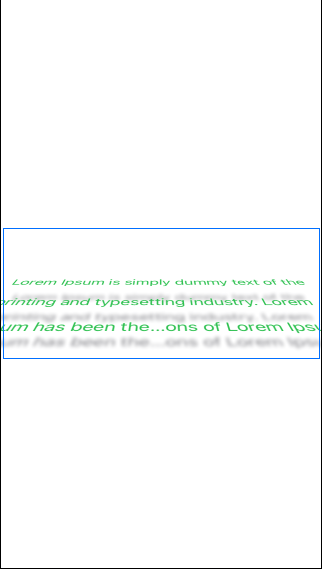 Lorem Ipsum is simply dummy text of the
printing and typesetting industry. Lorem
um has been the...ons of Lorem Ipsu